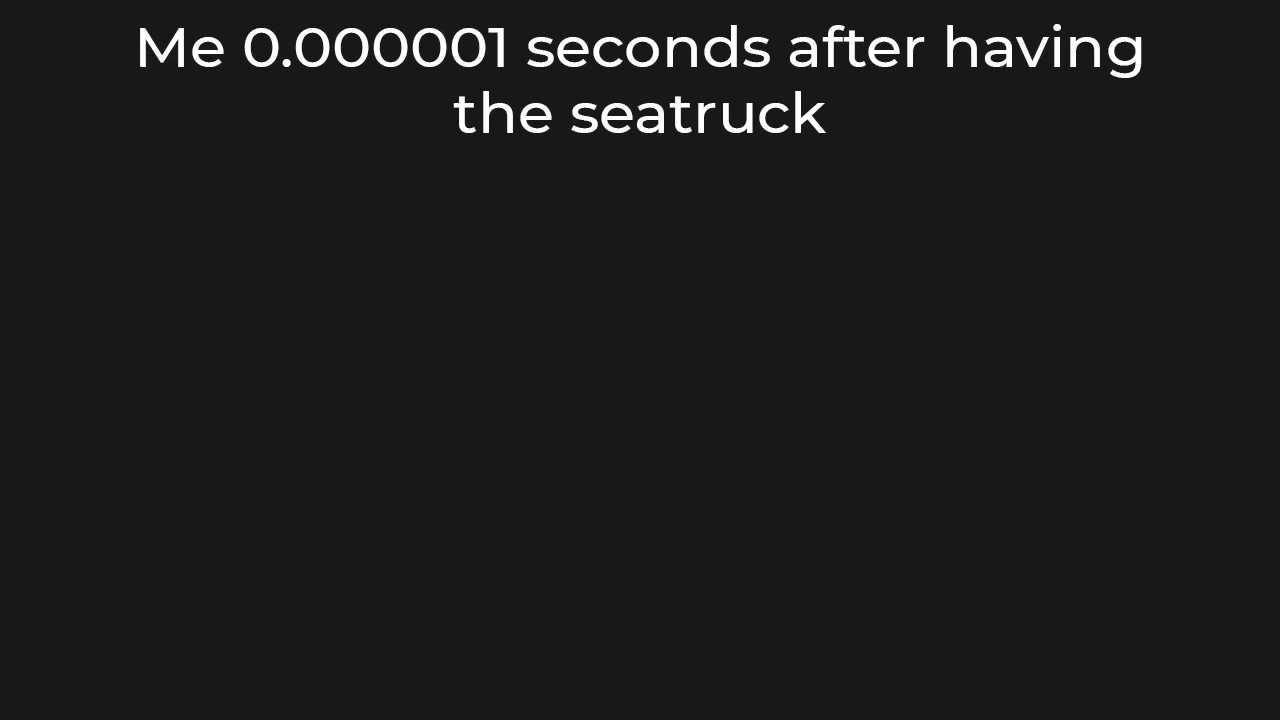 Me 0.000001 seconds after having
the seatruck